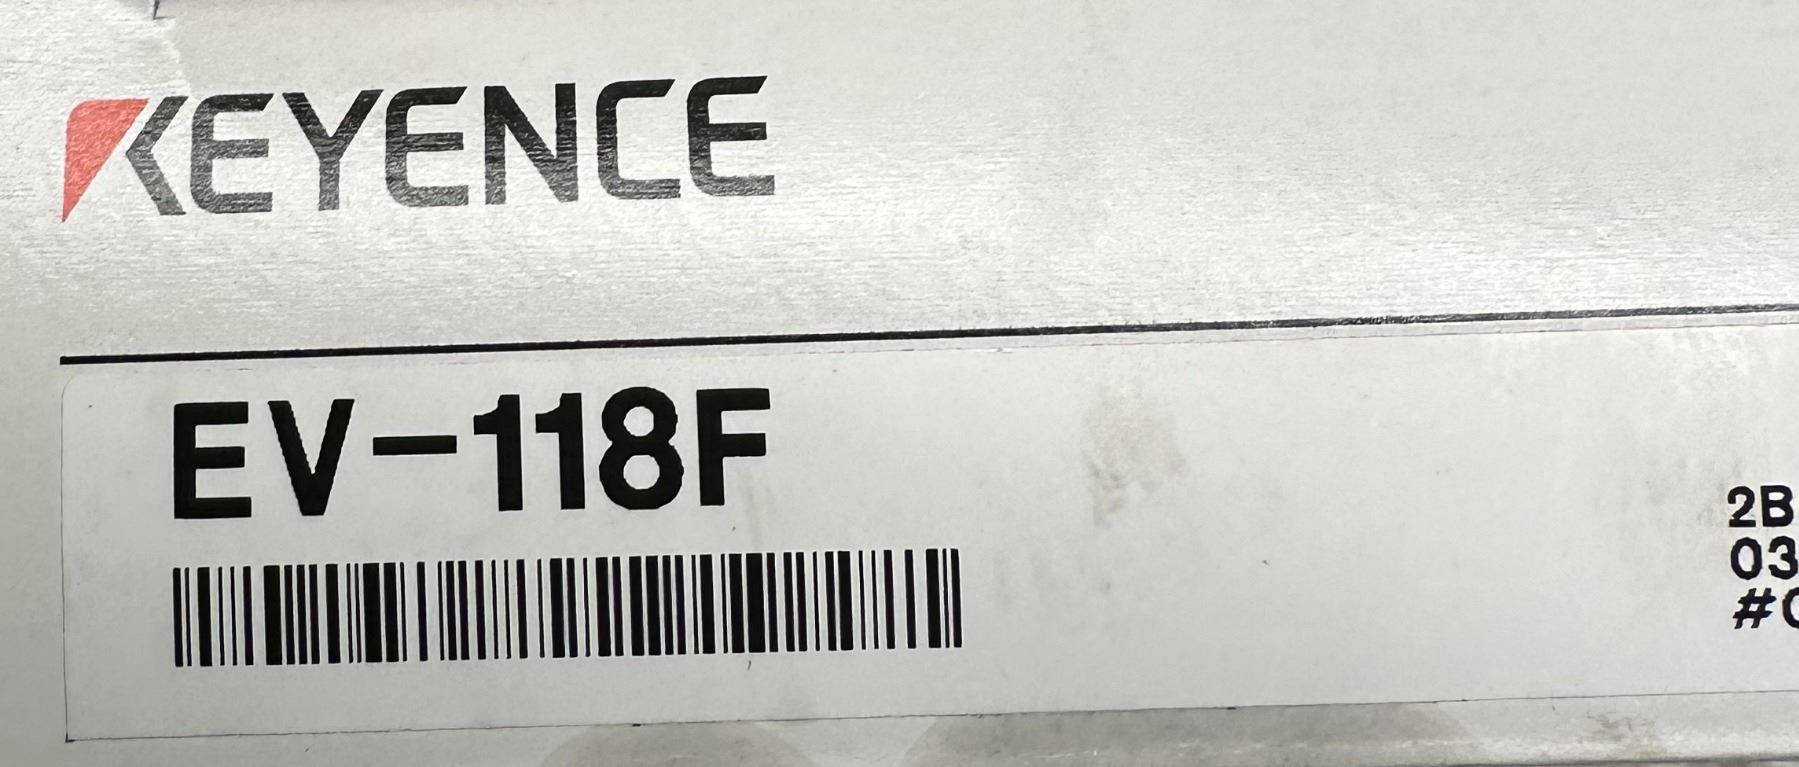 KEYENCE
EV-118F
2B
03
#